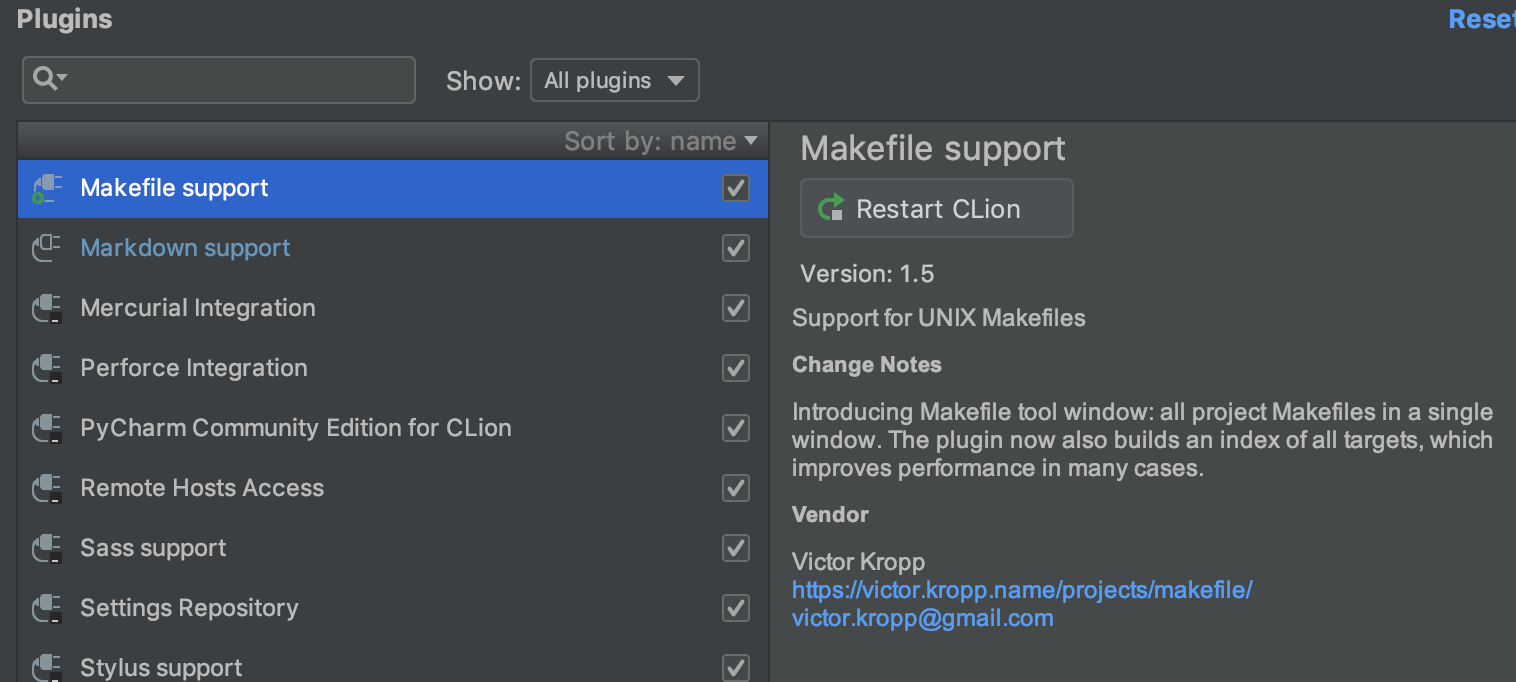 Plugins
Reset
Show: All plugins
Sort by: name
Makefile support
Markdown support
Mercurial Integration
Perforce Integration
PyCharm Community Edition for CLion
Remote Hosts Access
Sass support
Settings Repository
Stylus support
Makefile support
Restart CLion
Version: 1.5
Support for UNIX Makefiles
Change Notes
Introducing Makefile tool window: all project Makefiles in a single
window. The plugin now also builds an index of all targets, which
improves performance in many cases.
Vendor
Victor Kropp
https://victor.kropp.name/projects/makefile/
victor.kropp@gmail.com